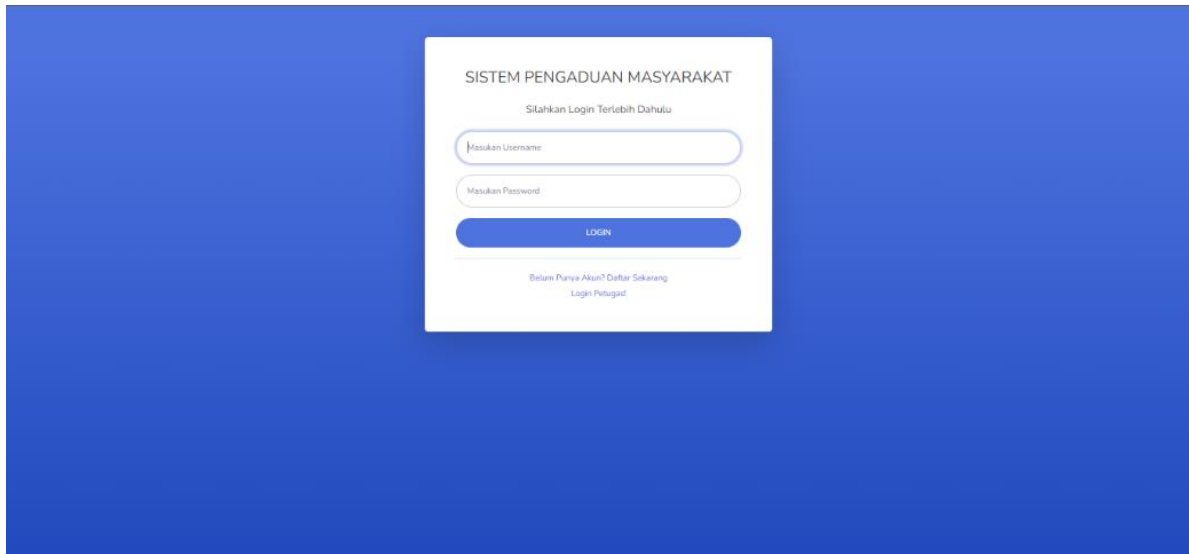 SISTEM PENGADUAN MASYARAKAT
Silahkan Login Terlebih Dahulu
Masukan Username
Masukan Password
LOGIN
Belum Punya Akun? Daftar Sekarang
Login Petugas!